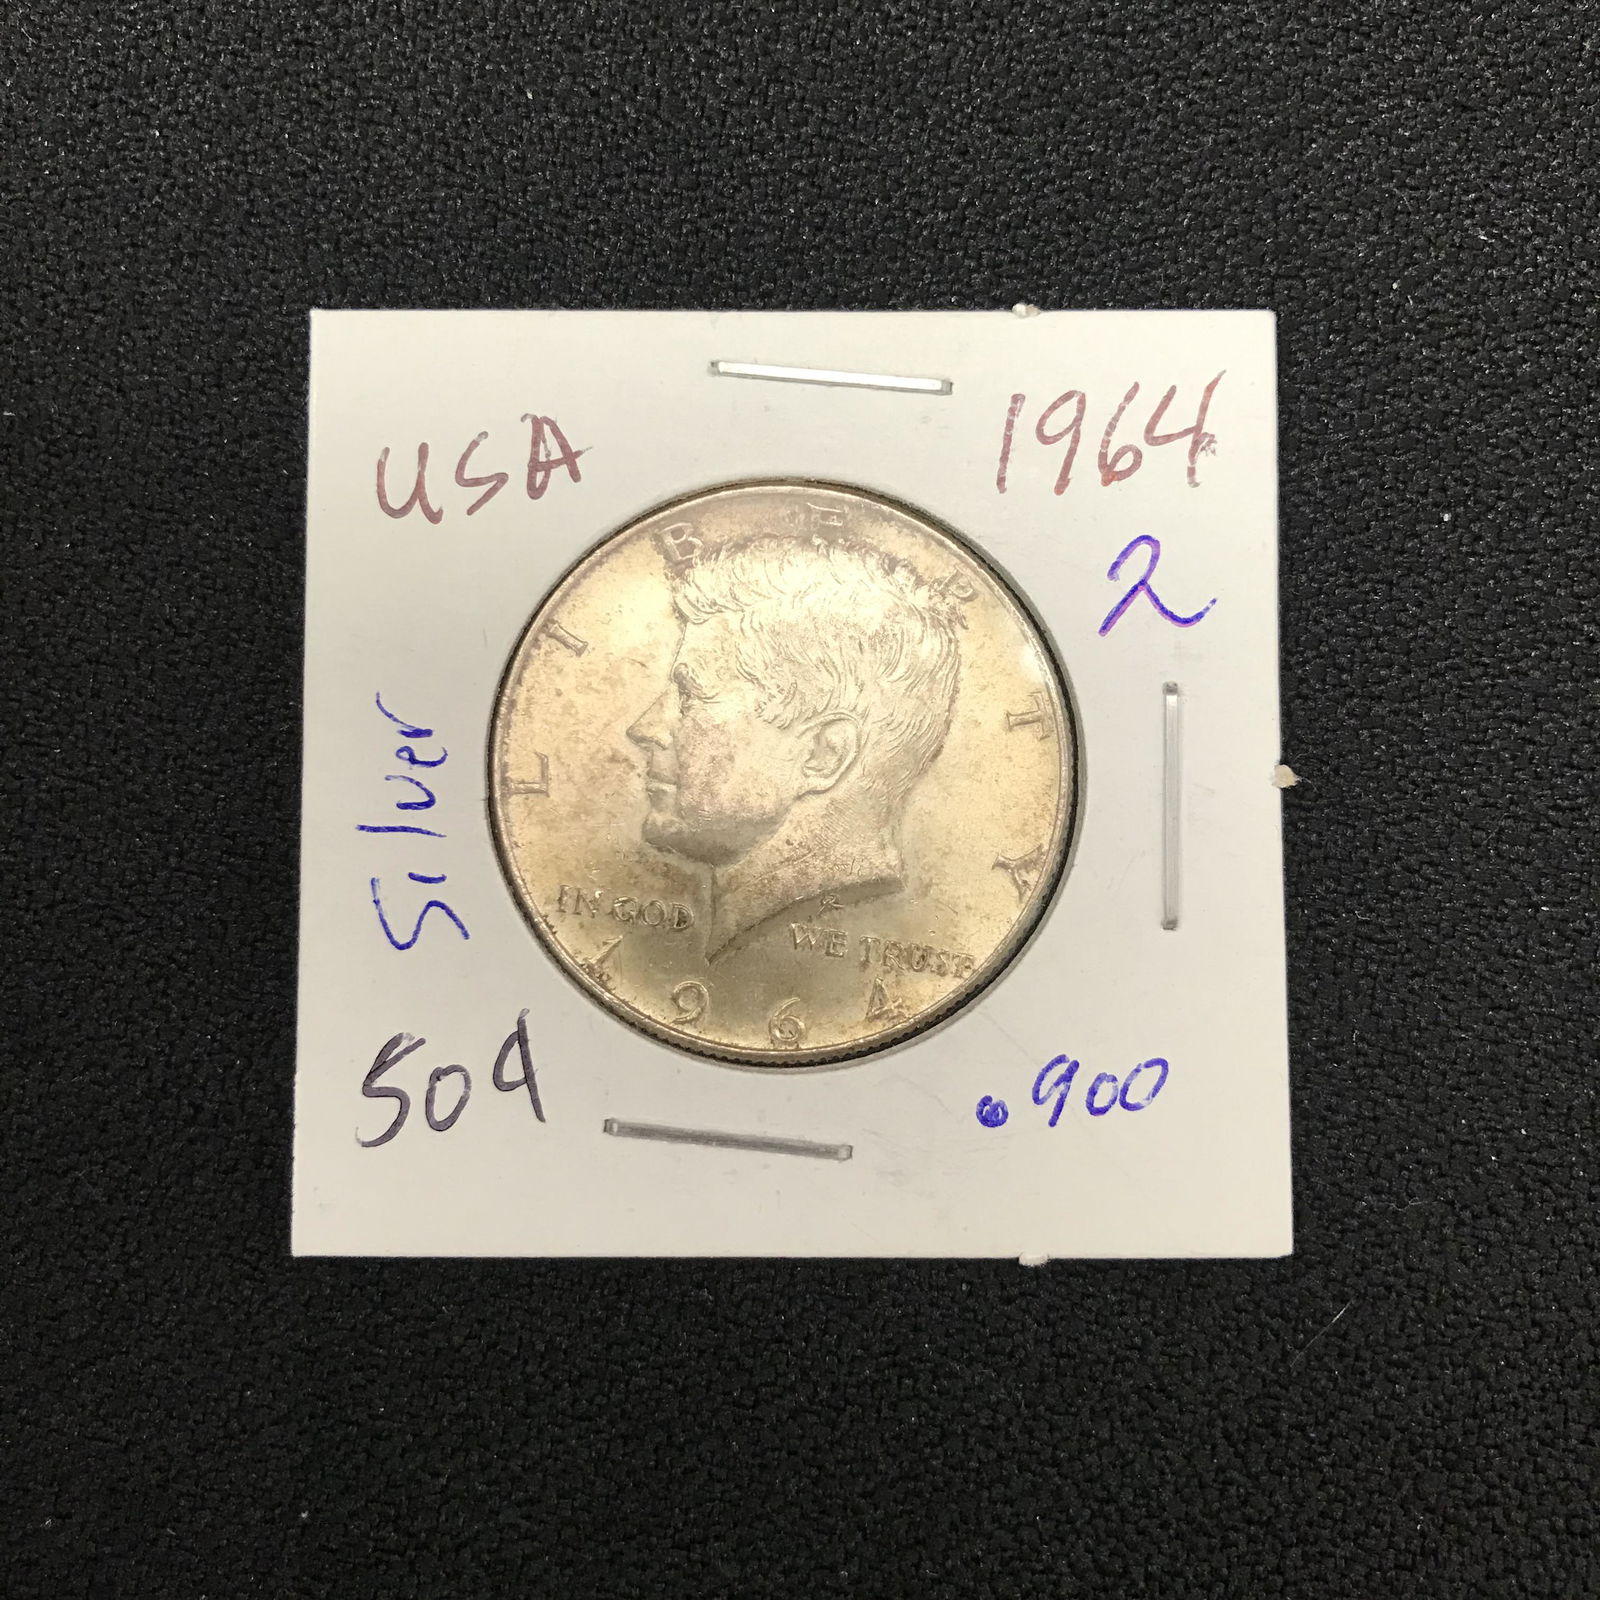 USA
1964
2
Silver
50¢
.900
LIBERTY
IN GOD
WE TRUST
1964